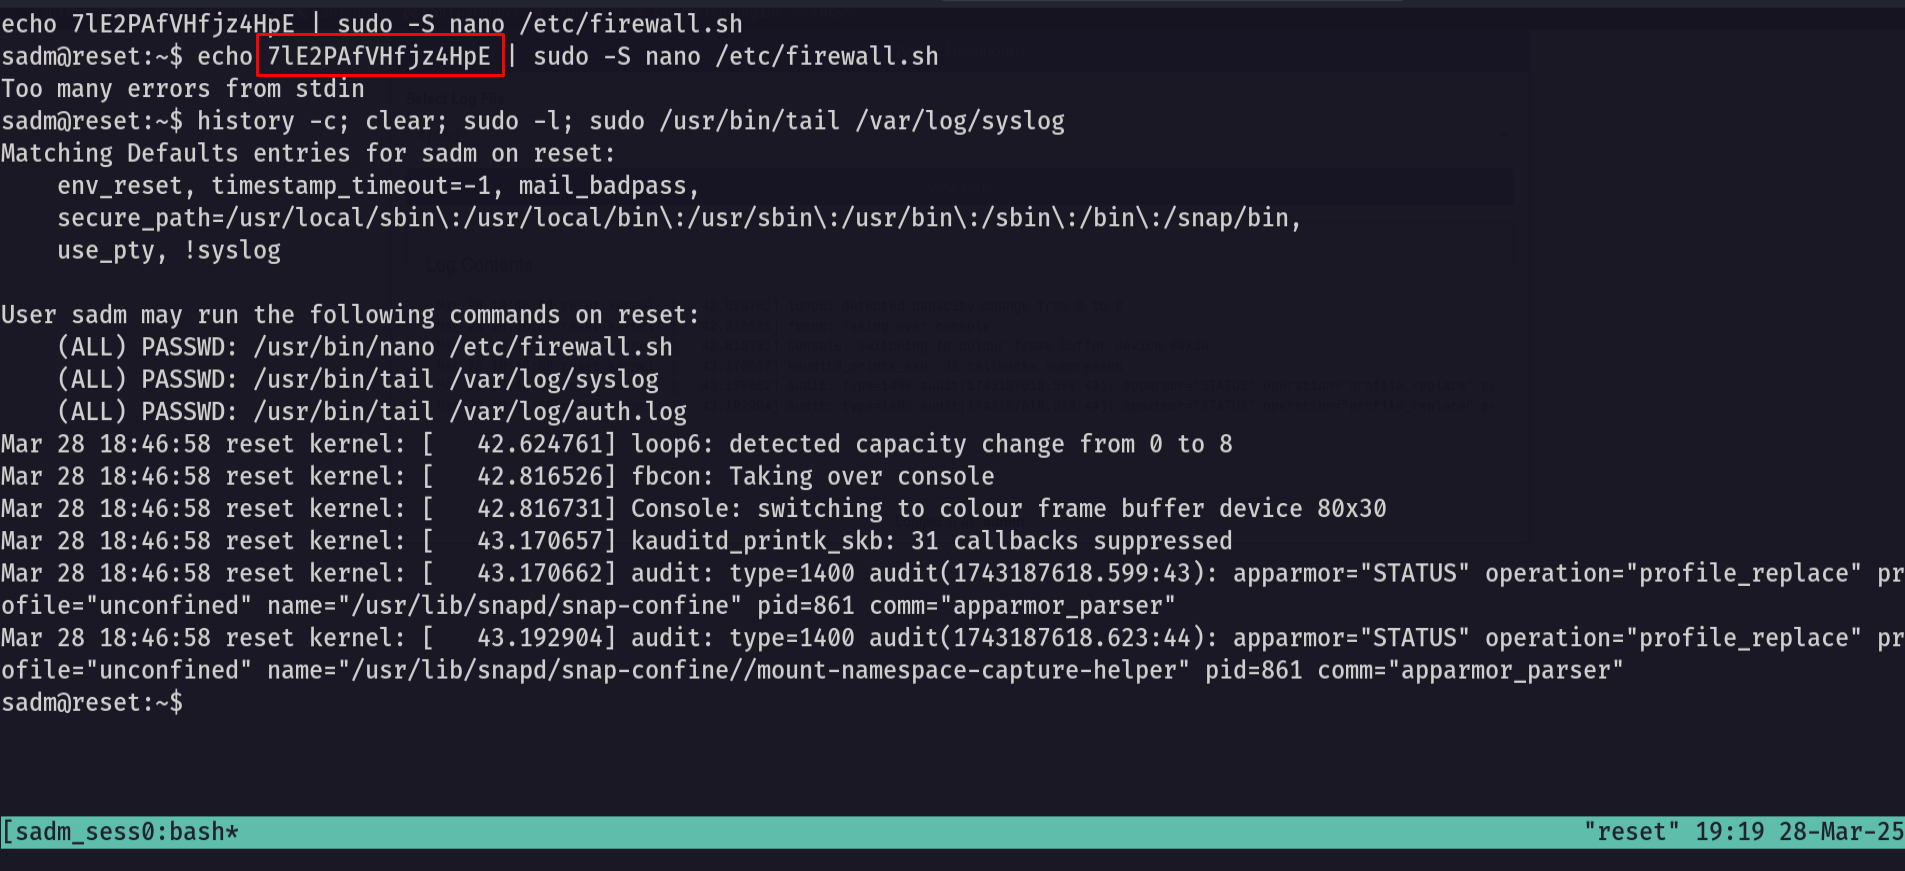 echo 7lE2PAfVHfjz4HpE | sudo -S nano /etc/firewall.sh
sadm@reset:~$ echo 7lE2PAfVHfjz4HpE | sudo -S nano /etc/firewall.sh
Too many errors from stdin
sadm@reset:~$ history -c; clear; sudo -l; sudo /usr/bin/tail /var/log/syslog
Matching Defaults entries for sadm on reset:
    env_reset, timestamp_timeout=-1, mail_badpass,
    secure_path=/usr/local/sbin\:/usr/local/bin\:/usr/sbin\:/usr/bin\:/sbin\:/bin\:/snap/bin,
    use_pty, !syslog

User sadm may run the following commands on reset:
    (ALL) PASSWD: /usr/bin/nano /etc/firewall.sh
    (ALL) PASSWD: /usr/bin/tail /var/log/syslog
    (ALL) PASSWD: /usr/bin/tail /var/log/auth.log
Mar 28 18:46:58 reset kernel: [   42.624761] loop6: detected capacity change from 0 to 8
Mar 28 18:46:58 reset kernel: [   42.816526] fbcon: Taking over console
Mar 28 18:46:58 reset kernel: [   42.816731] Console: switching to colour frame buffer device 80x30
Mar 28 18:46:58 reset kernel: [   43.170657] kauditd_printk_skb: 31 callbacks suppressed
Mar 28 18:46:58 reset kernel: [   43.170662] audit: type=1400 audit(1743187618.599:43): apparmor="STATUS" operation="profile_replace" pr
ofile="unconfined" name="/usr/lib/snapd/snap-confine" pid=861 comm="apparmor_parser"
Mar 28 18:46:58 reset kernel: [   43.192904] audit: type=1400 audit(1743187618.623:44): apparmor="STATUS" operation="profile_replace" pr
ofile="unconfined" name="/usr/lib/snapd/snap-confine//mount-namespace-capture-helper" pid=861 comm="apparmor_parser"
sadm@reset:~$
[sadm_sess0:bash* "reset" 19:19 28-Mar-25